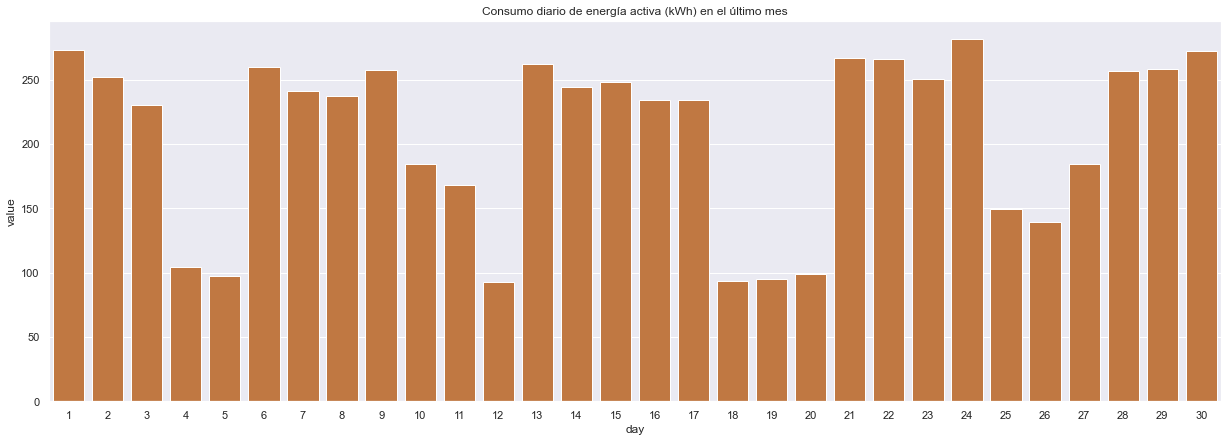 Consumo diario de energía activa (kWh) en el último mes
value
250
200
150
100
50
0
1 2 3 4 5 6 7 8 9 10 11 12 13 14 15 16 17 18 19 20 21 22 23 24 25 26 27 28 29 30
day